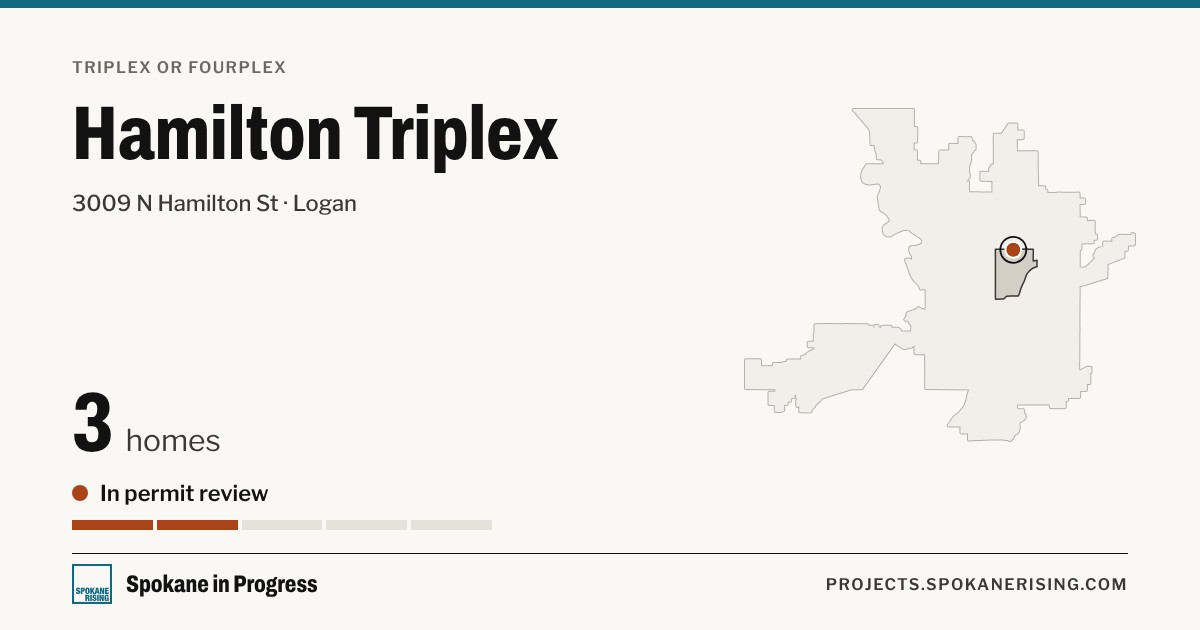 TRIPLEX OR FOURPLEX
Hamilton Triplex
3009 N Hamilton St · Logan
3 homes
In permit review
SPOKANE
RISING
Spokane in Progress
PROJECTS.SPOKANERISING.COM